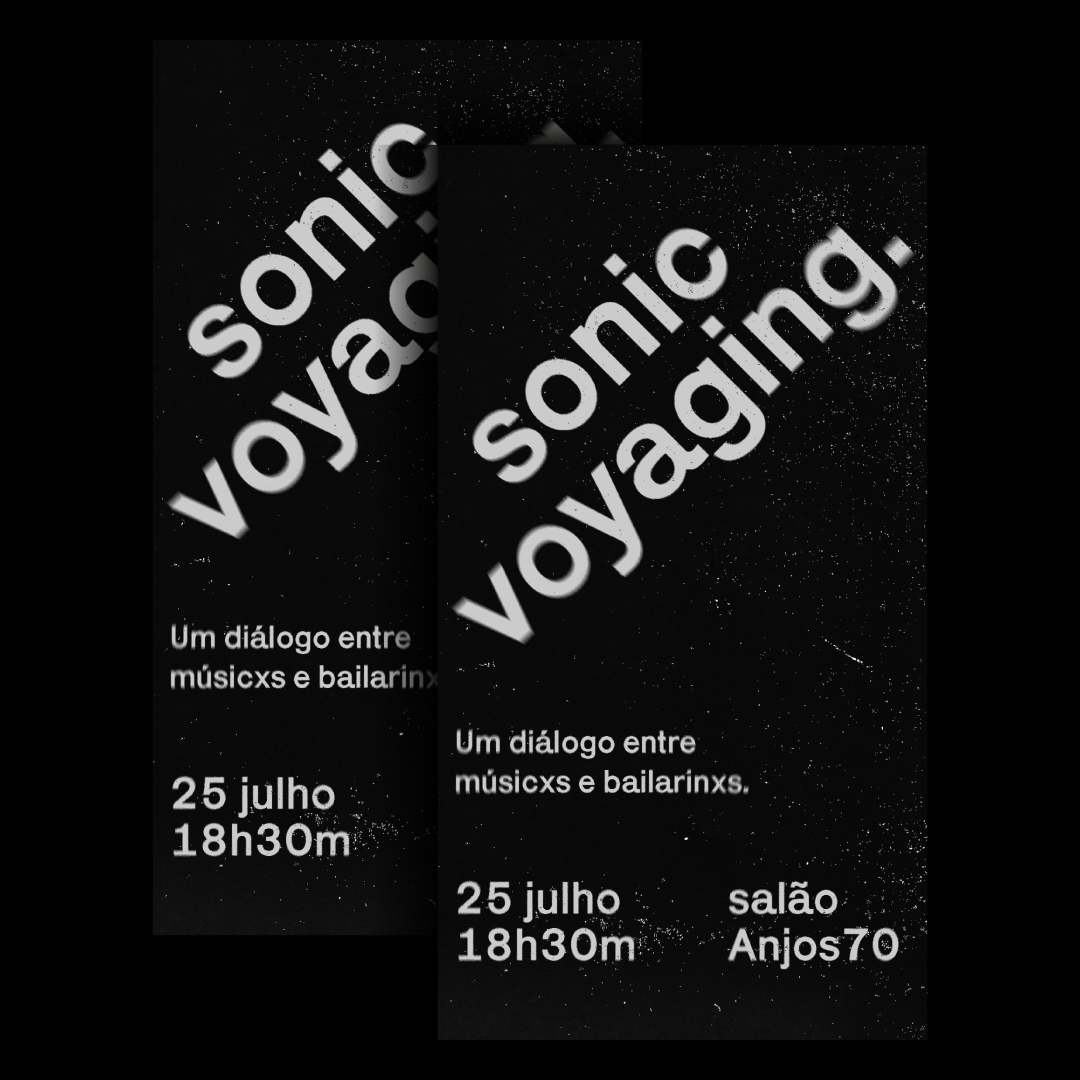 sonic
voyag
Um diálogo entre
músicxs e bailarinx
25 julho
18h30m
sonic
voyaging.
Um diálogo entre
músicxs e bailarinxs.
25 julho
18h30m
salão
Anjos70